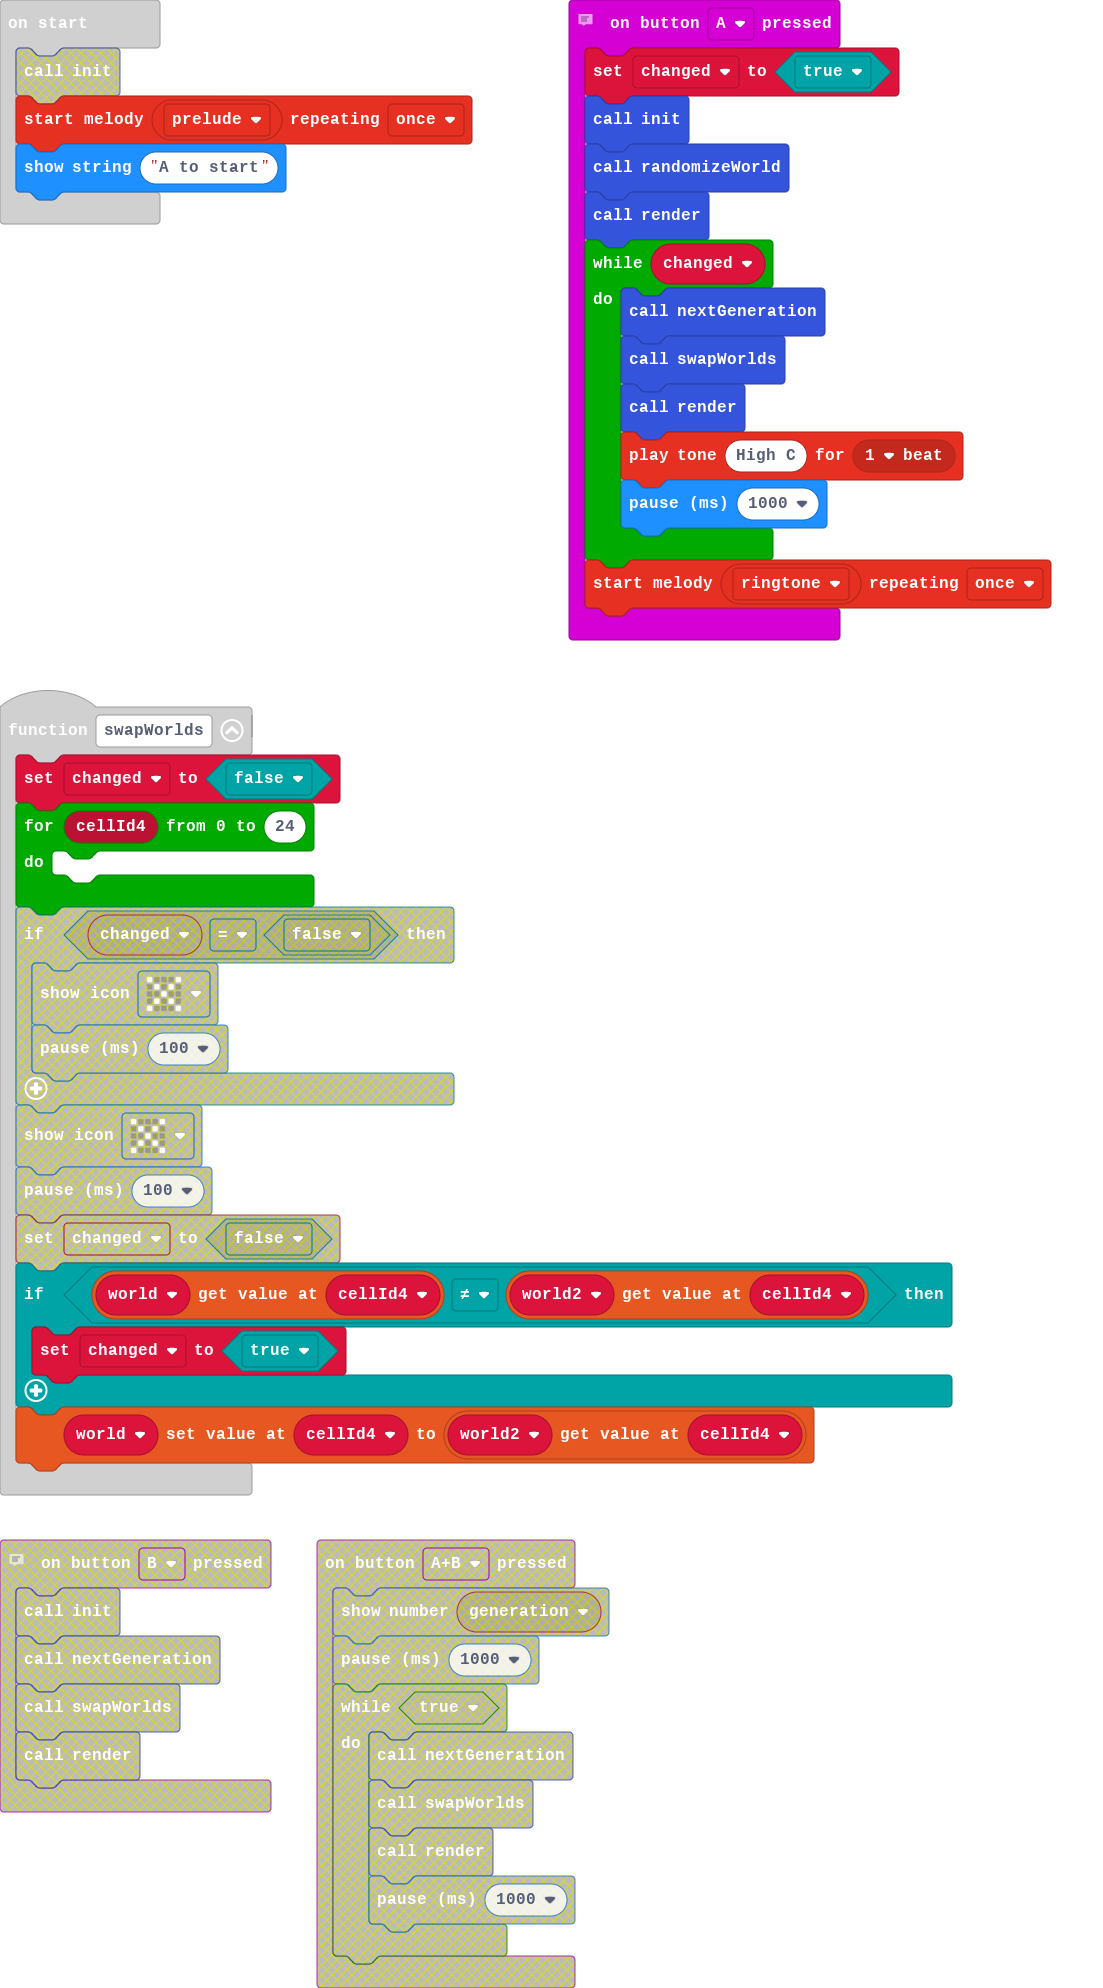 on start
call init
start melody prelude repeating once
show string "A to start"
on button A pressed
set changed to true
call init
call randomizeWorld
call render
while changed
do
call nextGeneration
call swapWorlds
call render
play tone High C for 1 beat
pause (ms) 1000
start melody ringtone repeating once
function swapWorlds
set changed to false
for cellId4 from 0 to 24
do
if changed = false then
show icon
pause (ms) 100
show icon
pause (ms) 100
set changed to false
if world get value at cellId4 ≠ world2 get value at cellId4 then
set changed to true
world set value at cellId4 to world2 get value at cellId4
on button B pressed
call init
call nextGeneration
call swapWorlds
call render
on button A+B pressed
show number generation
pause (ms) 1000
while true
do
call nextGeneration
call swapWorlds
call render
pause (ms) 1000